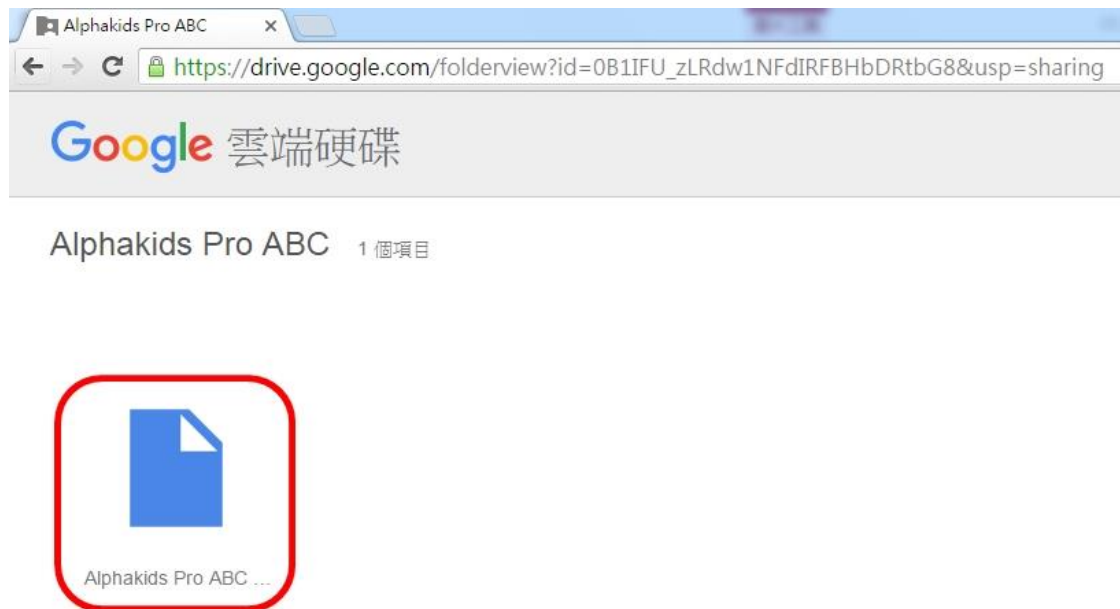 Alphakids Pro ABC
https://drive.google.com/folderview?id=0B1IFU_zLRdw1NFdIRFBHbDRtbG8&usp=sharing
Google 雲端硬碟
Alphakids Pro ABC 1 個項目
Alphakids Pro ABC ...